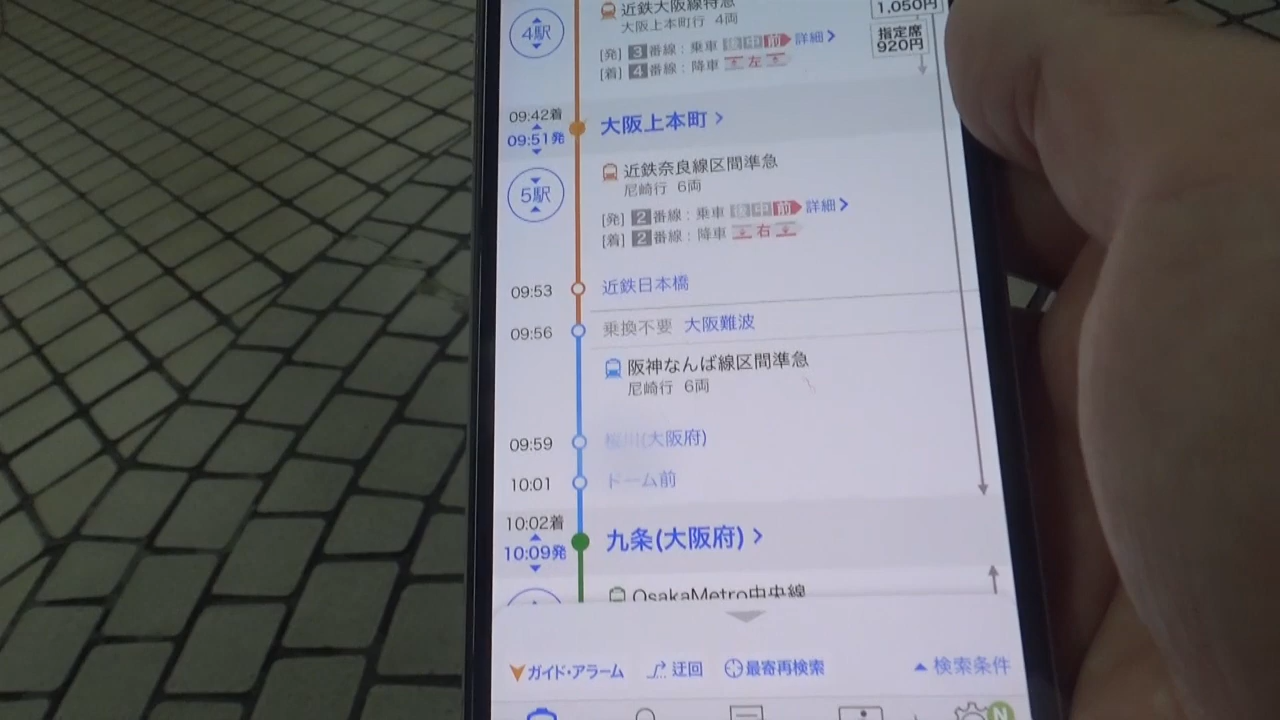 近鉄大阪線特急
1,050円
大阪上本町行 4両
4駅
指定席
920円
[発] 3番線：乗車 後中前 詳細
[着] 4番線：降車 左
09:42着
大阪上本町
09:51発
近鉄奈良線区間準急
尼崎行 6両
5駅
[発] 2番線：乗車 後中前 詳細
[着] 2番線：降車 右
09:53 近鉄日本橋
09:56 乗換不要 大阪難波
阪神なんば線区間準急
尼崎行 6両
09:59 桜川(大阪府)
10:01 ドーム前
10:02着
九条(大阪府)
10:09発
OsakaMetro中央線
ガイド・アラーム 迂回 最寄再検索 検索条件
N